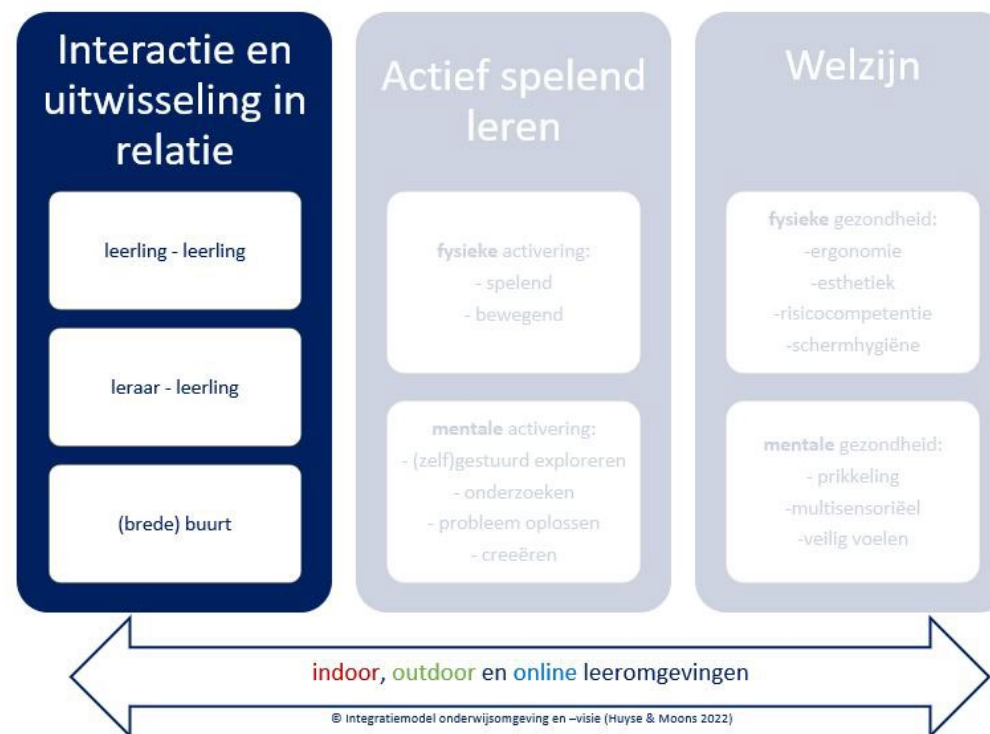 Interactie en
uitwisseling in
relatie
leerling - leerling
leraar - leerling
(brede) buurt
Actief spelend
leren
fysieke activering:
- spelend
- bewegend
mentale activering:
- (zelf)gestuurd exploreren
- onderzoeken
- probleem oplossen
- creeëren
Welzijn
fysieke gezondheid:
-ergonomie
-esthetiek
-risicocompetentie
-schermhygiëne
mentale gezondheid:
- prikkeling
-multisensoriëel
-veilig voelen
indoor, outdoor en online leeromgevingen
© Integratiemodel onderwijsomgeving en –visie (Huyse & Moons 2022)